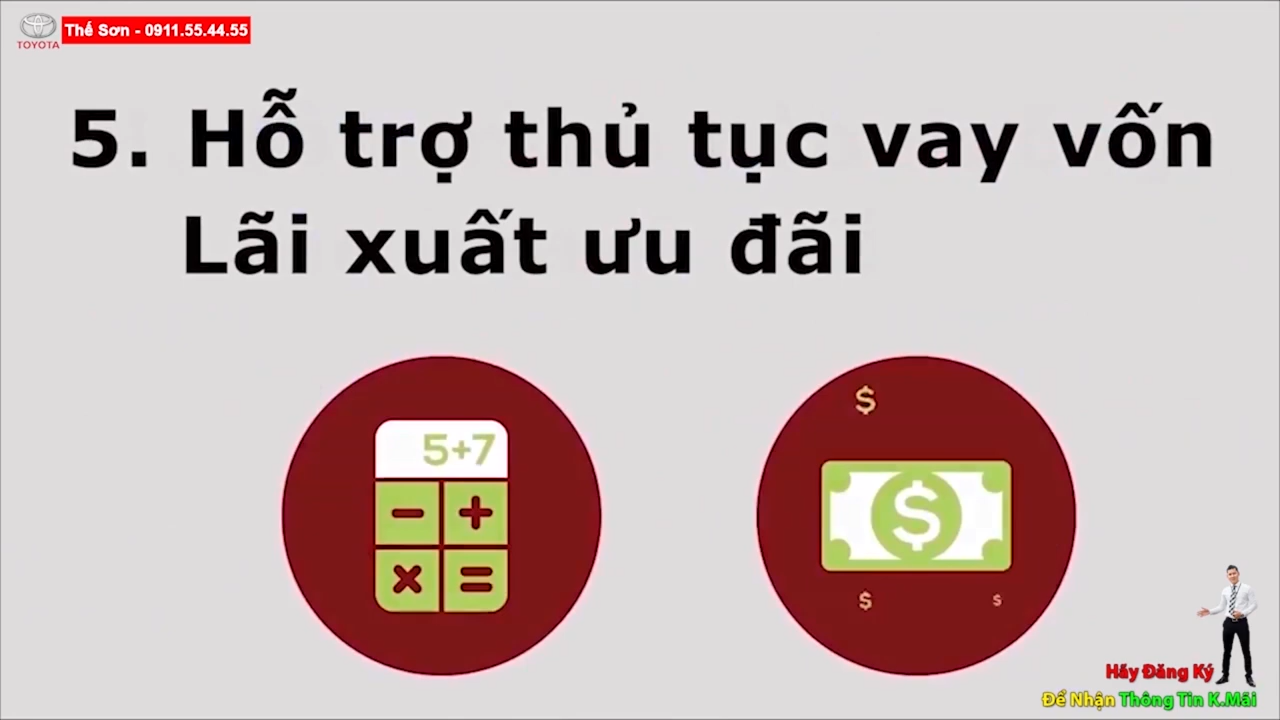 TOYOTA
Thế Sơn - 0911.55.44.55
5. Hỗ trợ thủ tục vay vốn
Lãi xuất ưu đãi
5+7
$
$
$
$
Hãy Đăng Ký
Để Nhận Thông Tin K.Mãi